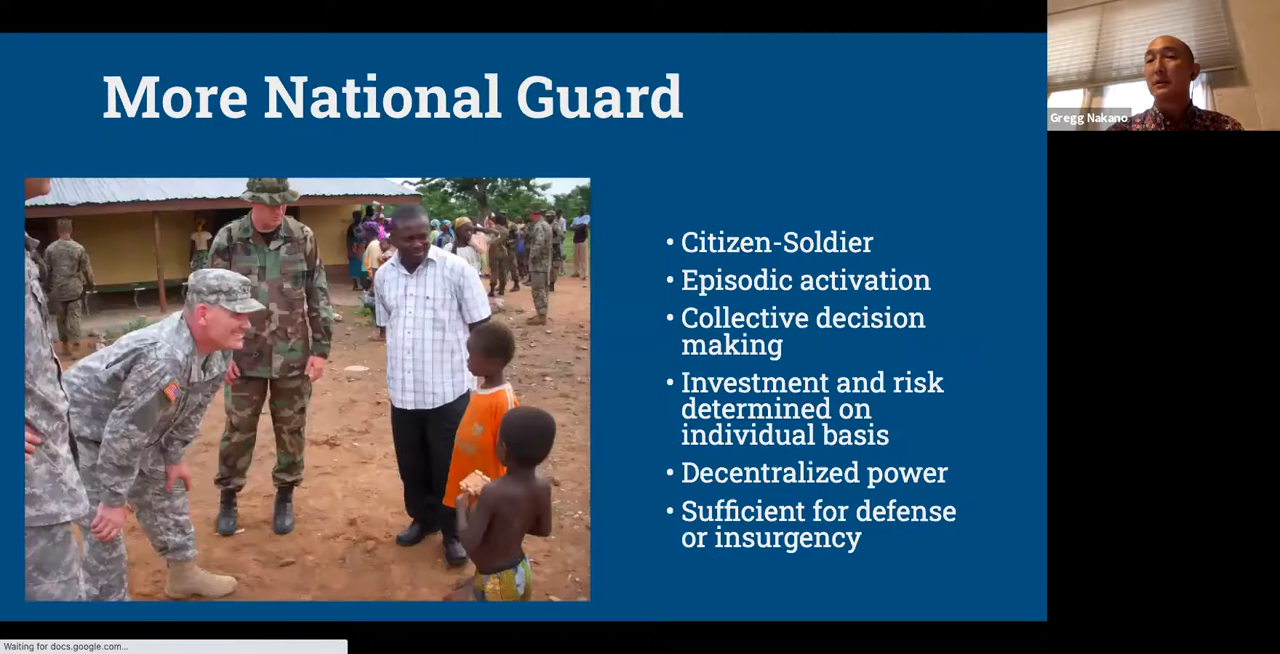 More National Guard
• Citizen-Soldier
• Episodic activation
• Collective decision
making
• Investment and risk
determined on
individual basis
• Decentralized power
• Sufficient for defense
or insurgency
Gregg Nakano
Waiting for docs.google.com...